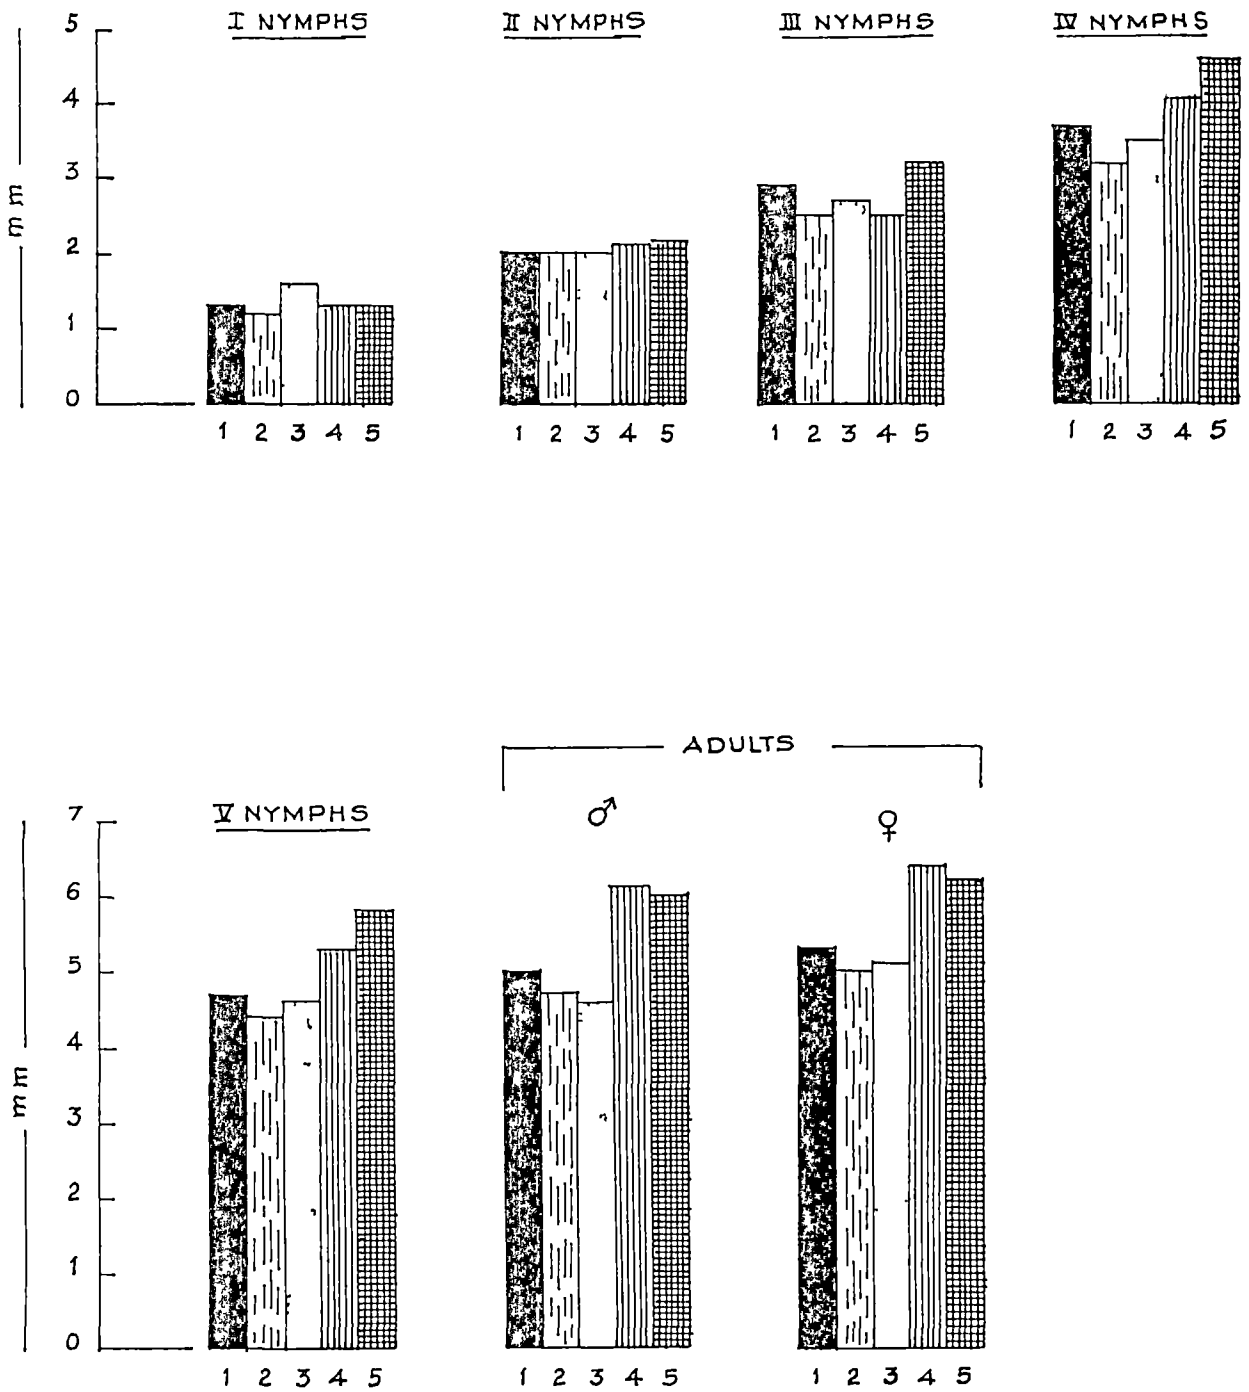 I NYMPHS II NYMPHS III NYMPHS IV NYMPHS
5
4
3
2
1
0
mm
1 2 3 4 5 1 2 3 4 5 1 2 3 4 5 1 2 3 4 5
ADULTS
V NYMPHS ♂ ♀
7
6
5
4
3
2
1
0
mm
1 2 3 4 5 1 2 3 4 5 1 2 3 4 5